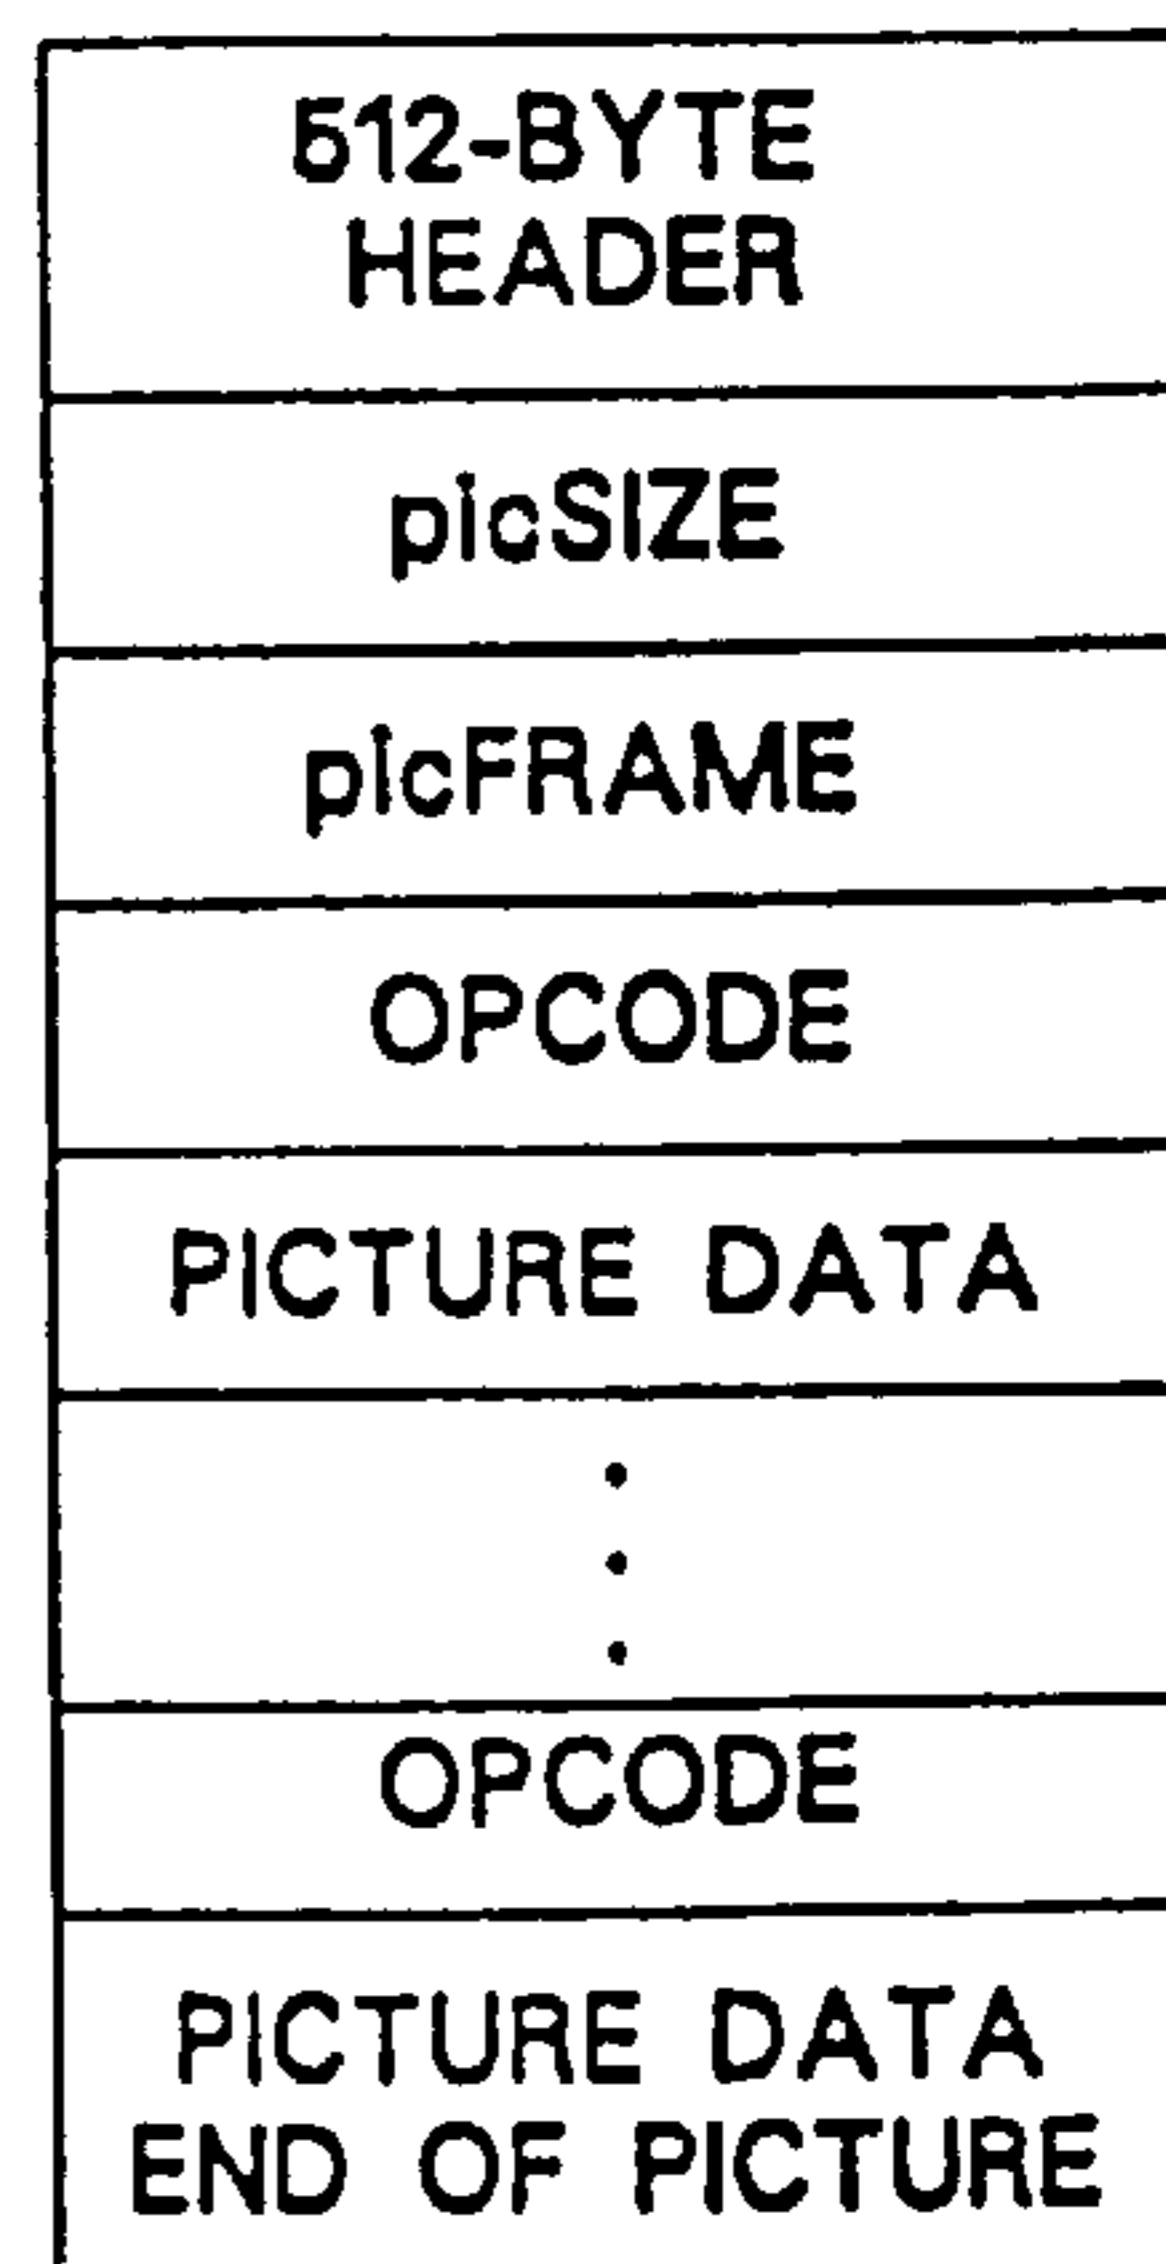 512-BYTE
HEADER
picSIZE
picFRAME
OPCODE
PICTURE DATA
OPCODE
PICTURE DATA
END OF PICTURE